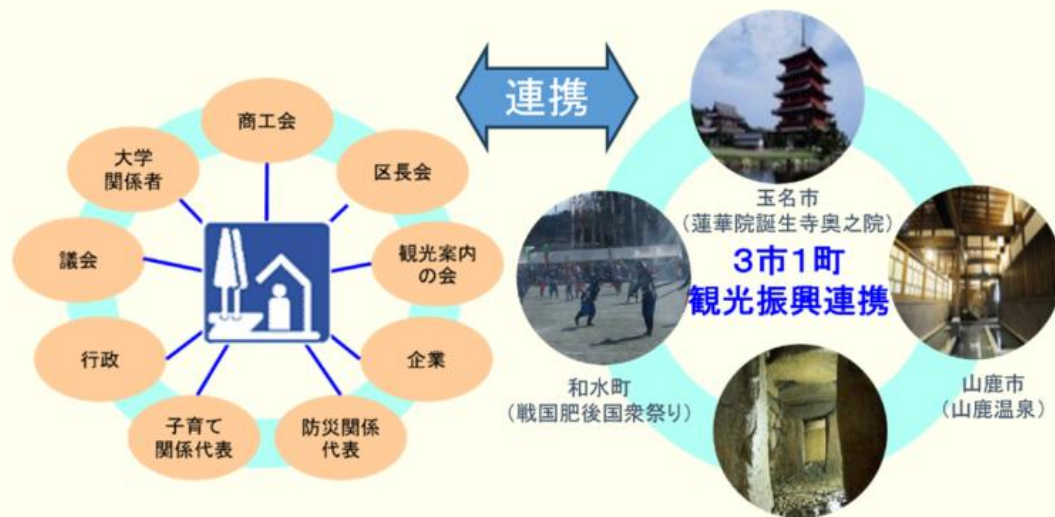 連携
商工会
区長会
観光案内
の会
企業
防災関係
代表
子育て
関係代表
行政
議会
大学
関係者
玉名市
(蓮華院誕生寺奥之院)
3市1町
観光振興連携
和水町
(戦国肥後国衆祭り)
山鹿市
(山鹿温泉)